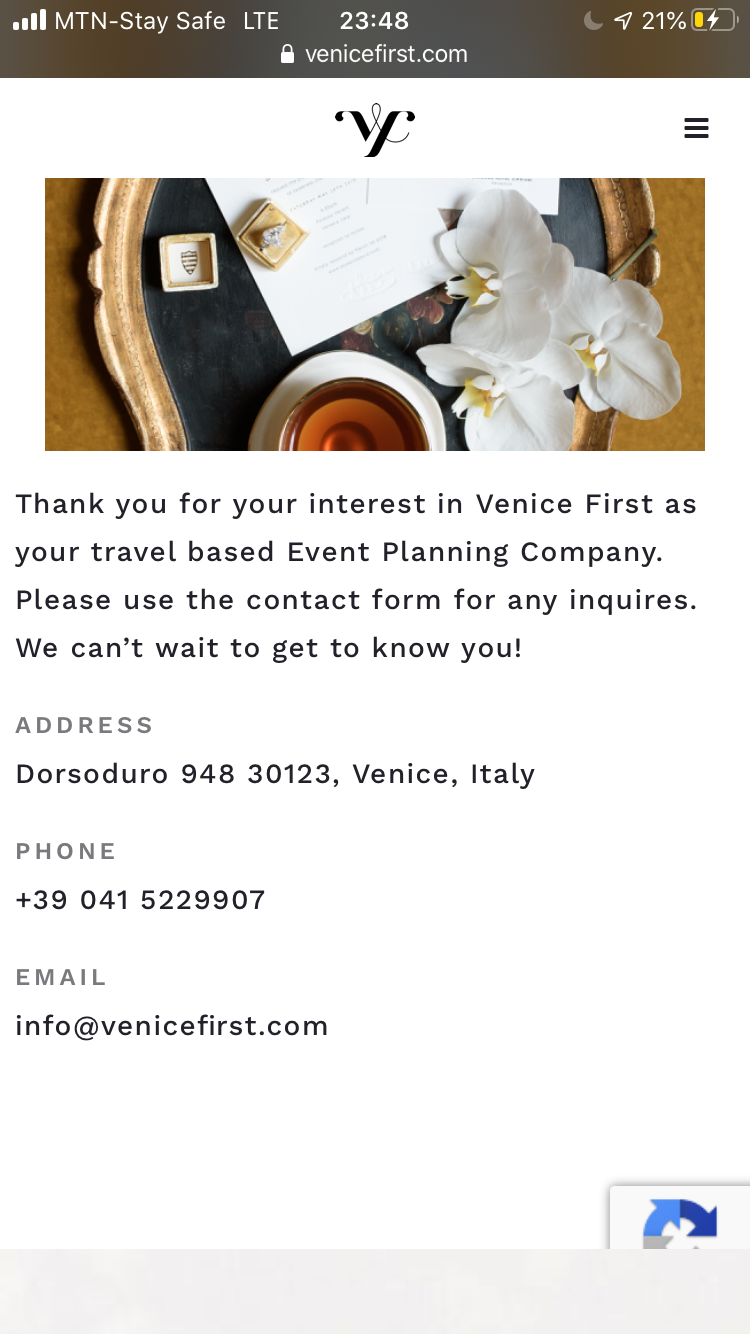 MTN-Stay Safe LTE 23:48 21%
venicefirst.com
Thank you for your interest in Venice First as
your travel based Event Planning Company.
Please use the contact form for any inquires.
We can’t wait to get to know you!
ADDRESS
Dorsoduro 948 30123, Venice, Italy
PHONE
+39 041 5229907
EMAIL
info@venicefirst.com